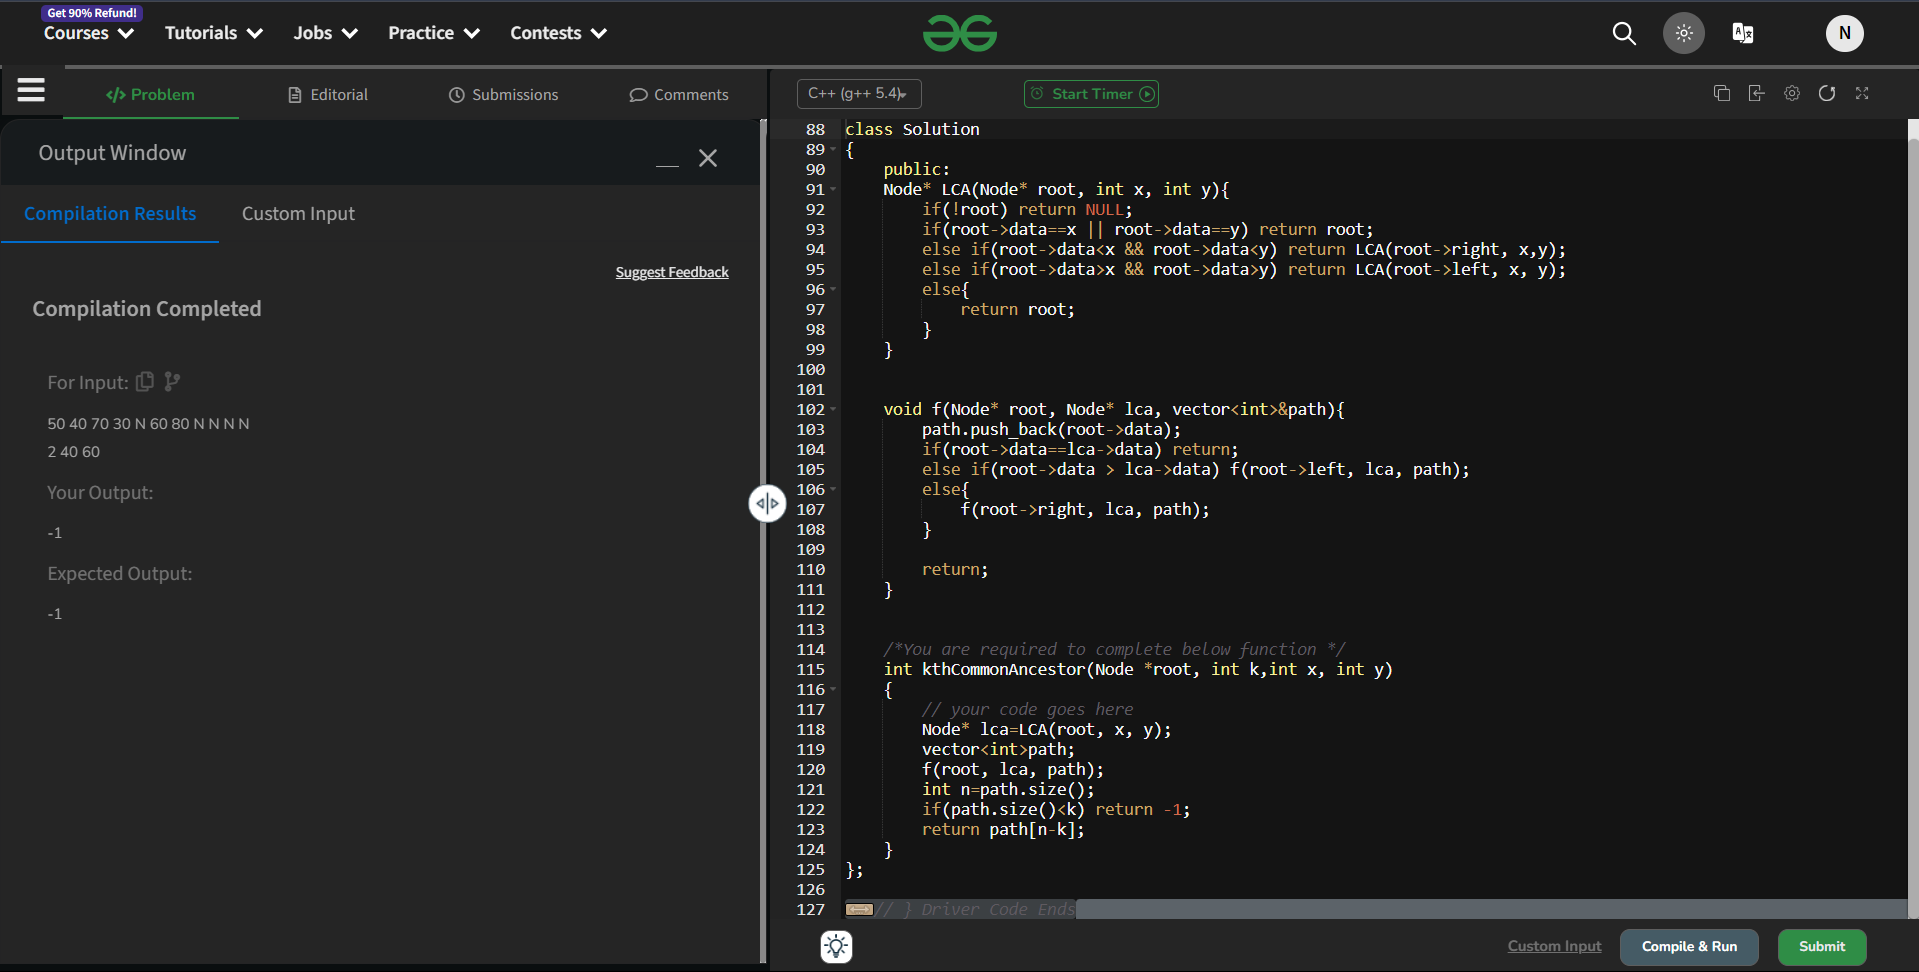 Get 90% Refund!
Courses Tutorials Jobs Practice Contests
N
Problem Editorial Submissions Comments
C++ (g++ 5.4) Start Timer
Output Window
Compilation Results Custom Input
Suggest Feedback
Compilation Completed
For Input:
50 40 70 30 N 60 80 N N N N
2 40 60
Your Output:
-1
Expected Output:
-1
88 class Solution
89 {
90     public:
91     Node* LCA(Node* root, int x, int y){
92         if(!root) return NULL;
93         if(root->data==x || root->data==y) return root;
94         else if(root->data<x && root->data<y) return LCA(root->right, x,y);
95         else if(root->data>x && root->data>y) return LCA(root->left, x, y);
96         else{
97             return root;
98         }
99     }
100
101
102     void f(Node* root, Node* lca, vector<int>&path){
103         path.push_back(root->data);
104         if(root->data==lca->data) return;
105         else if(root->data > lca->data) f(root->left, lca, path);
106         else{
107             f(root->right, lca, path);
108         }
109
110         return;
111     }
112
113
114     /*You are required to complete below function */
115     int kthCommonAncestor(Node *root, int k,int x, int y)
116     {
117         // your code goes here
118         Node* lca=LCA(root, x, y);
119         vector<int>path;
120         f(root, lca, path);
121         int n=path.size();
122         if(path.size()<k) return -1;
123         return path[n-k];
124     }
125 };
126
127 // } Driver Code Ends
Custom Input Compile & Run Submit